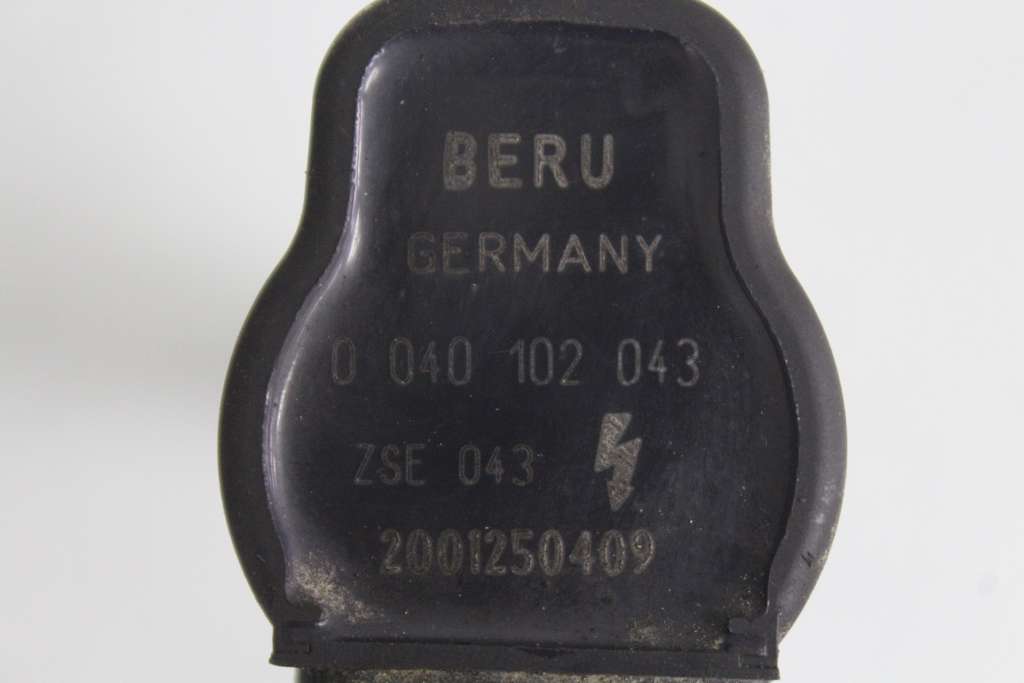 BERU
GERMANY
0 040 102 043
ZSE 043
2001250409